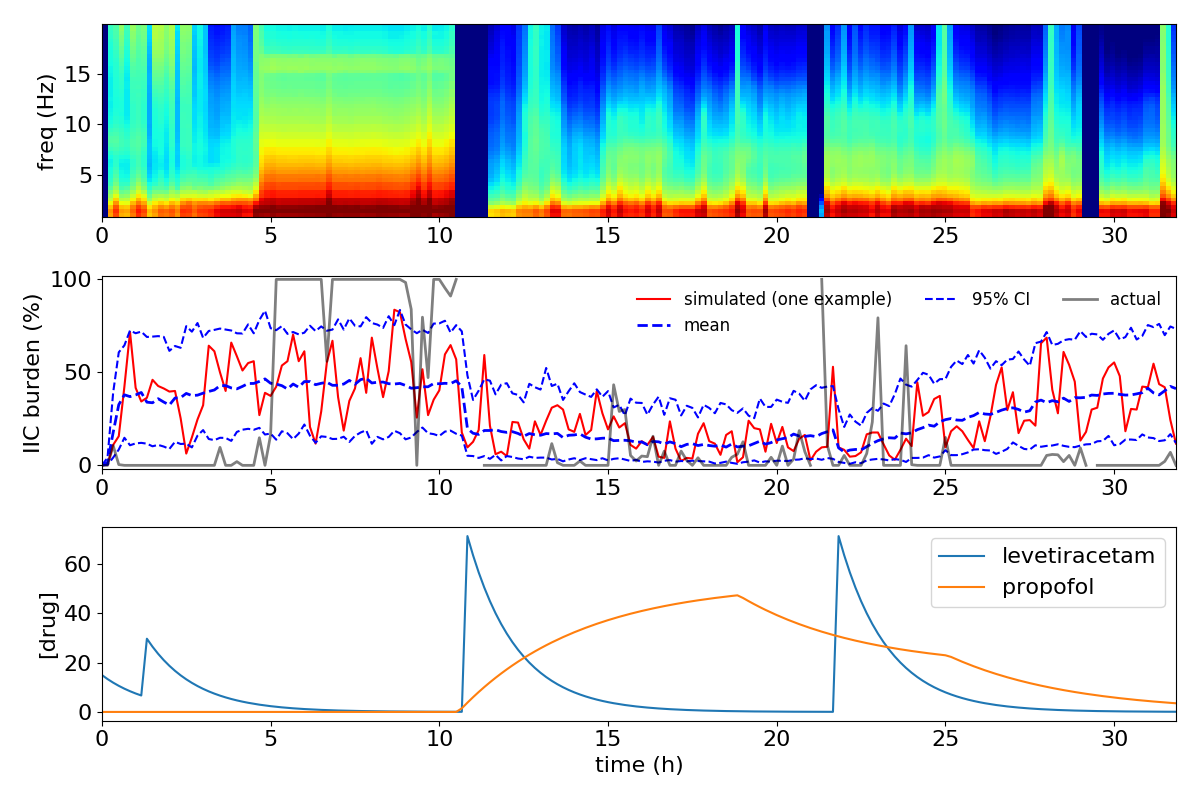 freq (Hz)
15
10
5
0 5 10 15 20 25 30
IIC burden (%)
100
50
0
simulated (one example)
mean
95% CI
actual
0 5 10 15 20 25 30
[drug]
60
40
20
0
levetiracetam
propofol
0 5 10 15 20 25 30
time (h)